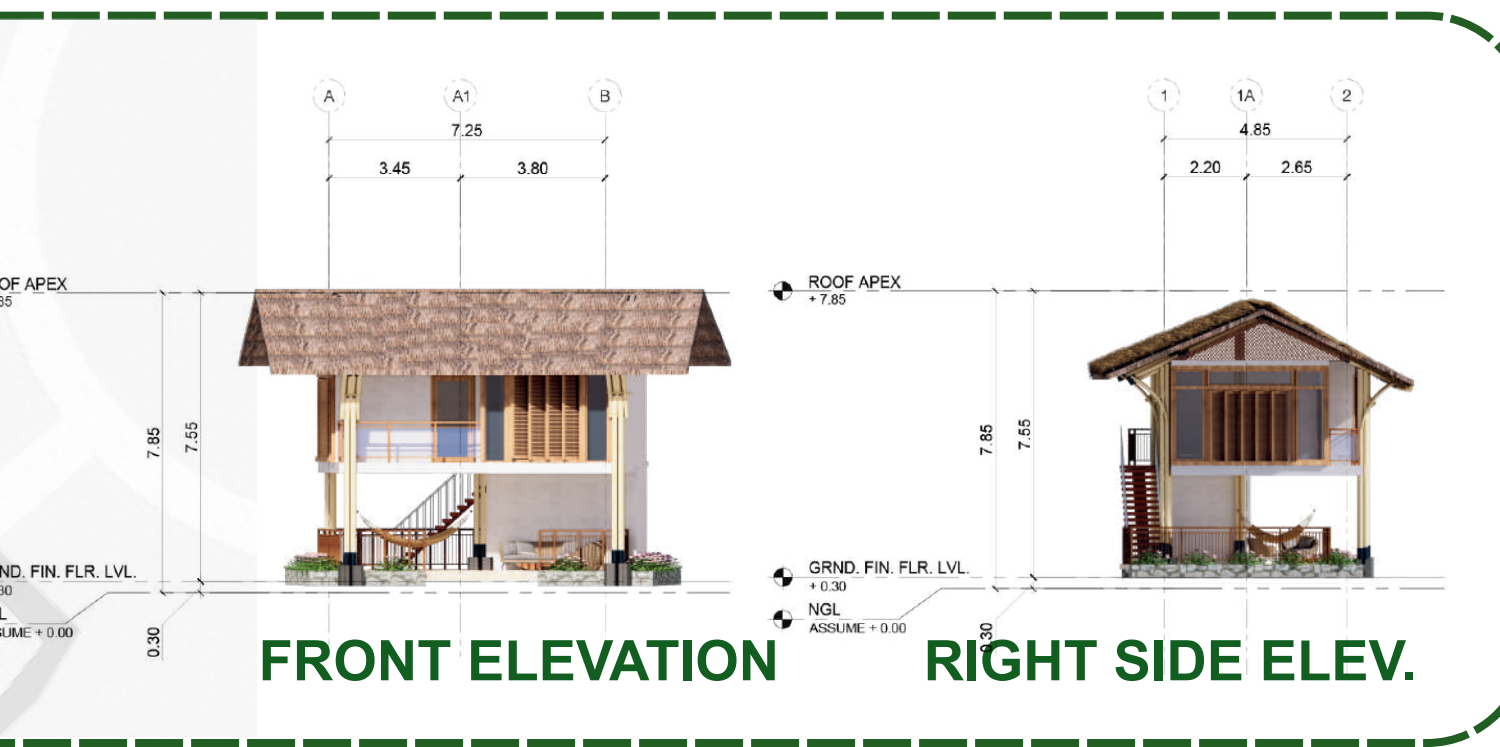 A A1 B
7.25
3.45 3.80
OF APEX
85
7.85
7.55
ND. FIN. FLR. LVL.
30
L
SUME + 0.00
0.30
FRONT ELEVATION
1 1A 2
4.85
2.20 2.65
ROOF APEX
+ 7.85
7.85
7.55
GRND. FIN. FLR. LVL.
+ 0.30
NGL
ASSUME + 0.00
0.30
RIGHT SIDE ELEV.